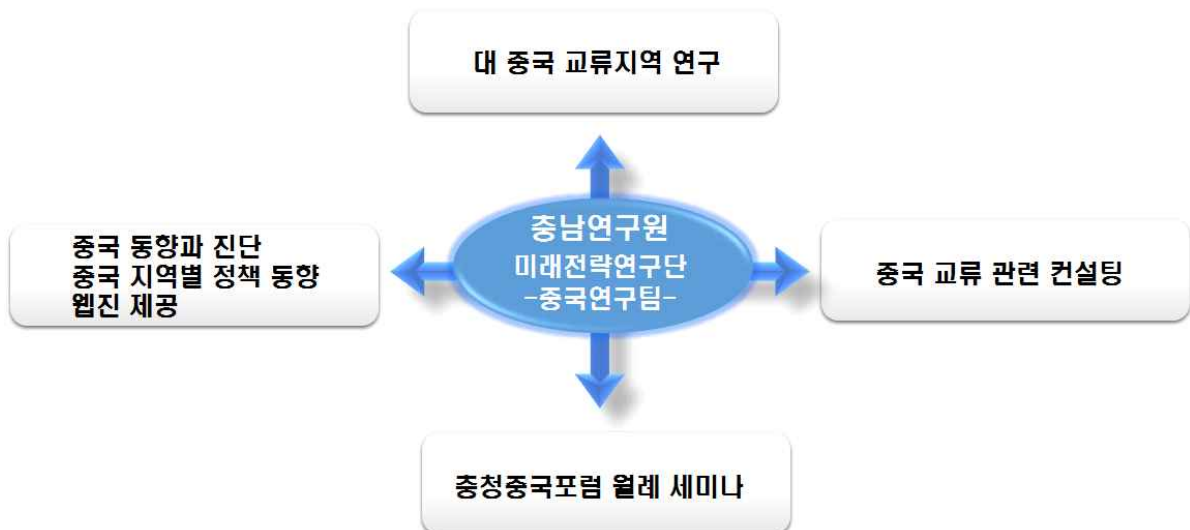 대 중국 교류지역 연구
충남연구원
미래전략연구단
-중국연구팀-
중국 동향과 진단
중국 지역별 정책 동향
웹진 제공
중국 교류 관련 컨설팅
충청중국포럼 월례 세미나